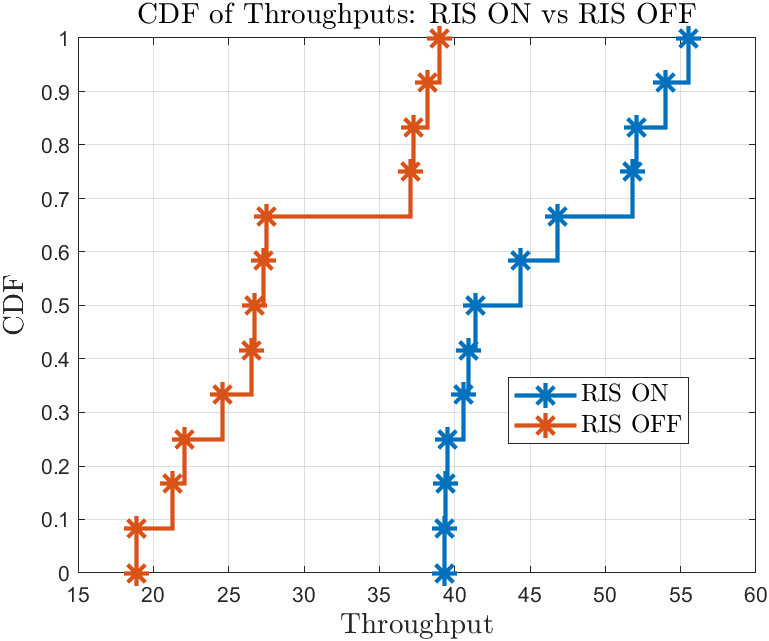 CDF of Throughputs: RIS ON vs RIS OFF
1
0.9
0.8
0.7
0.6
0.5
0.4
0.3
0.2
0.1
0
CDF
RIS ON
RIS OFF
15 20 25 30 35 40 45 50 55 60
Throughput